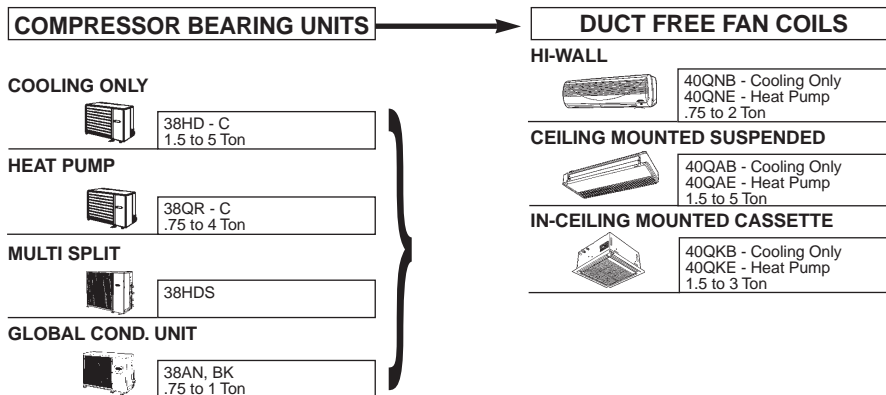 COMPRESSOR BEARING UNITS
COOLING ONLY
38HD - C
1.5 to 5 Ton
HEAT PUMP
38QR - C
.75 to 4 Ton
MULTI SPLIT
38HDS
GLOBAL COND. UNIT
38AN, BK
.75 to 1 Ton
DUCT FREE FAN COILS
HI-WALL
40QNB - Cooling Only
40QNE - Heat Pump
.75 to 2 Ton
CEILING MOUNTED SUSPENDED
40QAB - Cooling Only
40QAE - Heat Pump
1.5 to 5 Ton
IN-CEILING MOUNTED CASSETTE
40QKB - Cooling Only
40QKE - Heat Pump
1.5 to 3 Ton